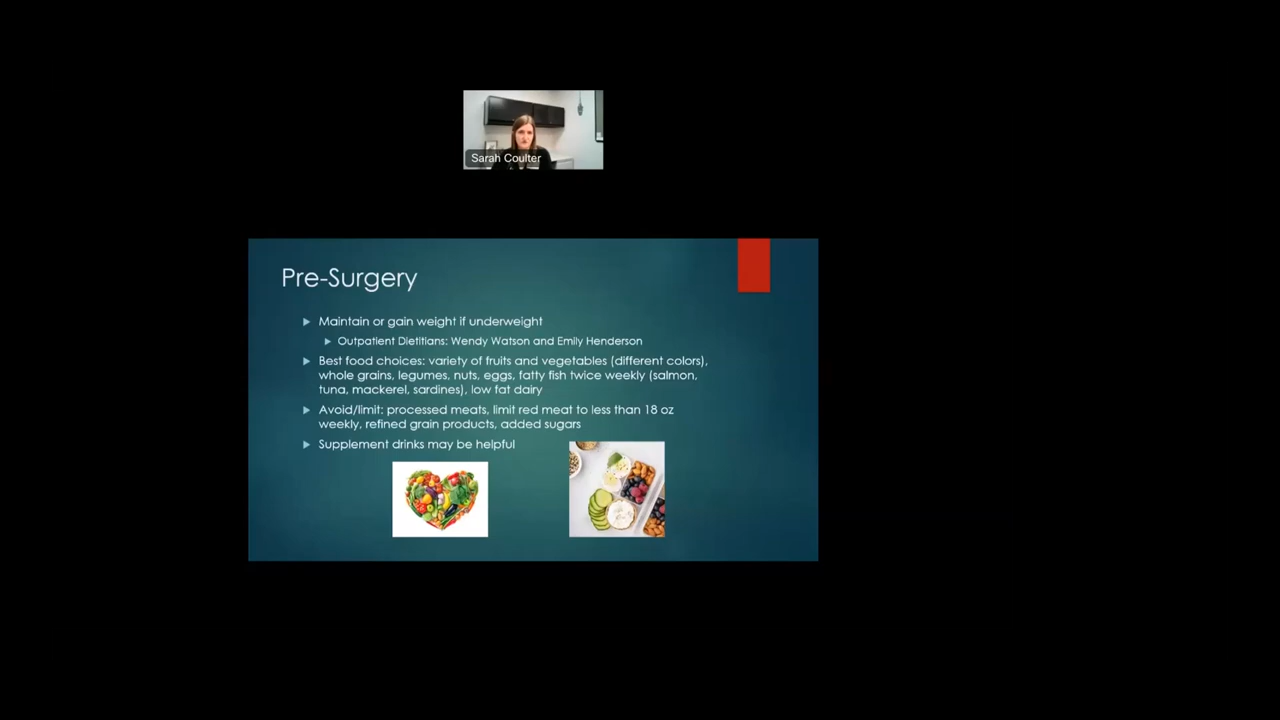 Sarah Coulter
Pre-Surgery
Maintain or gain weight if underweight
Outpatient Dietitians: Wendy Watson and Emily Henderson
Best food choices: variety of fruits and vegetables (different colors),
whole grains, legumes, nuts, eggs, fatty fish twice weekly (salmon,
tuna, mackerel, sardines), low fat dairy
Avoid/limit: processed meats, limit red meat to less than 18 oz
weekly, refined grain products, added sugars
Supplement drinks may be helpful